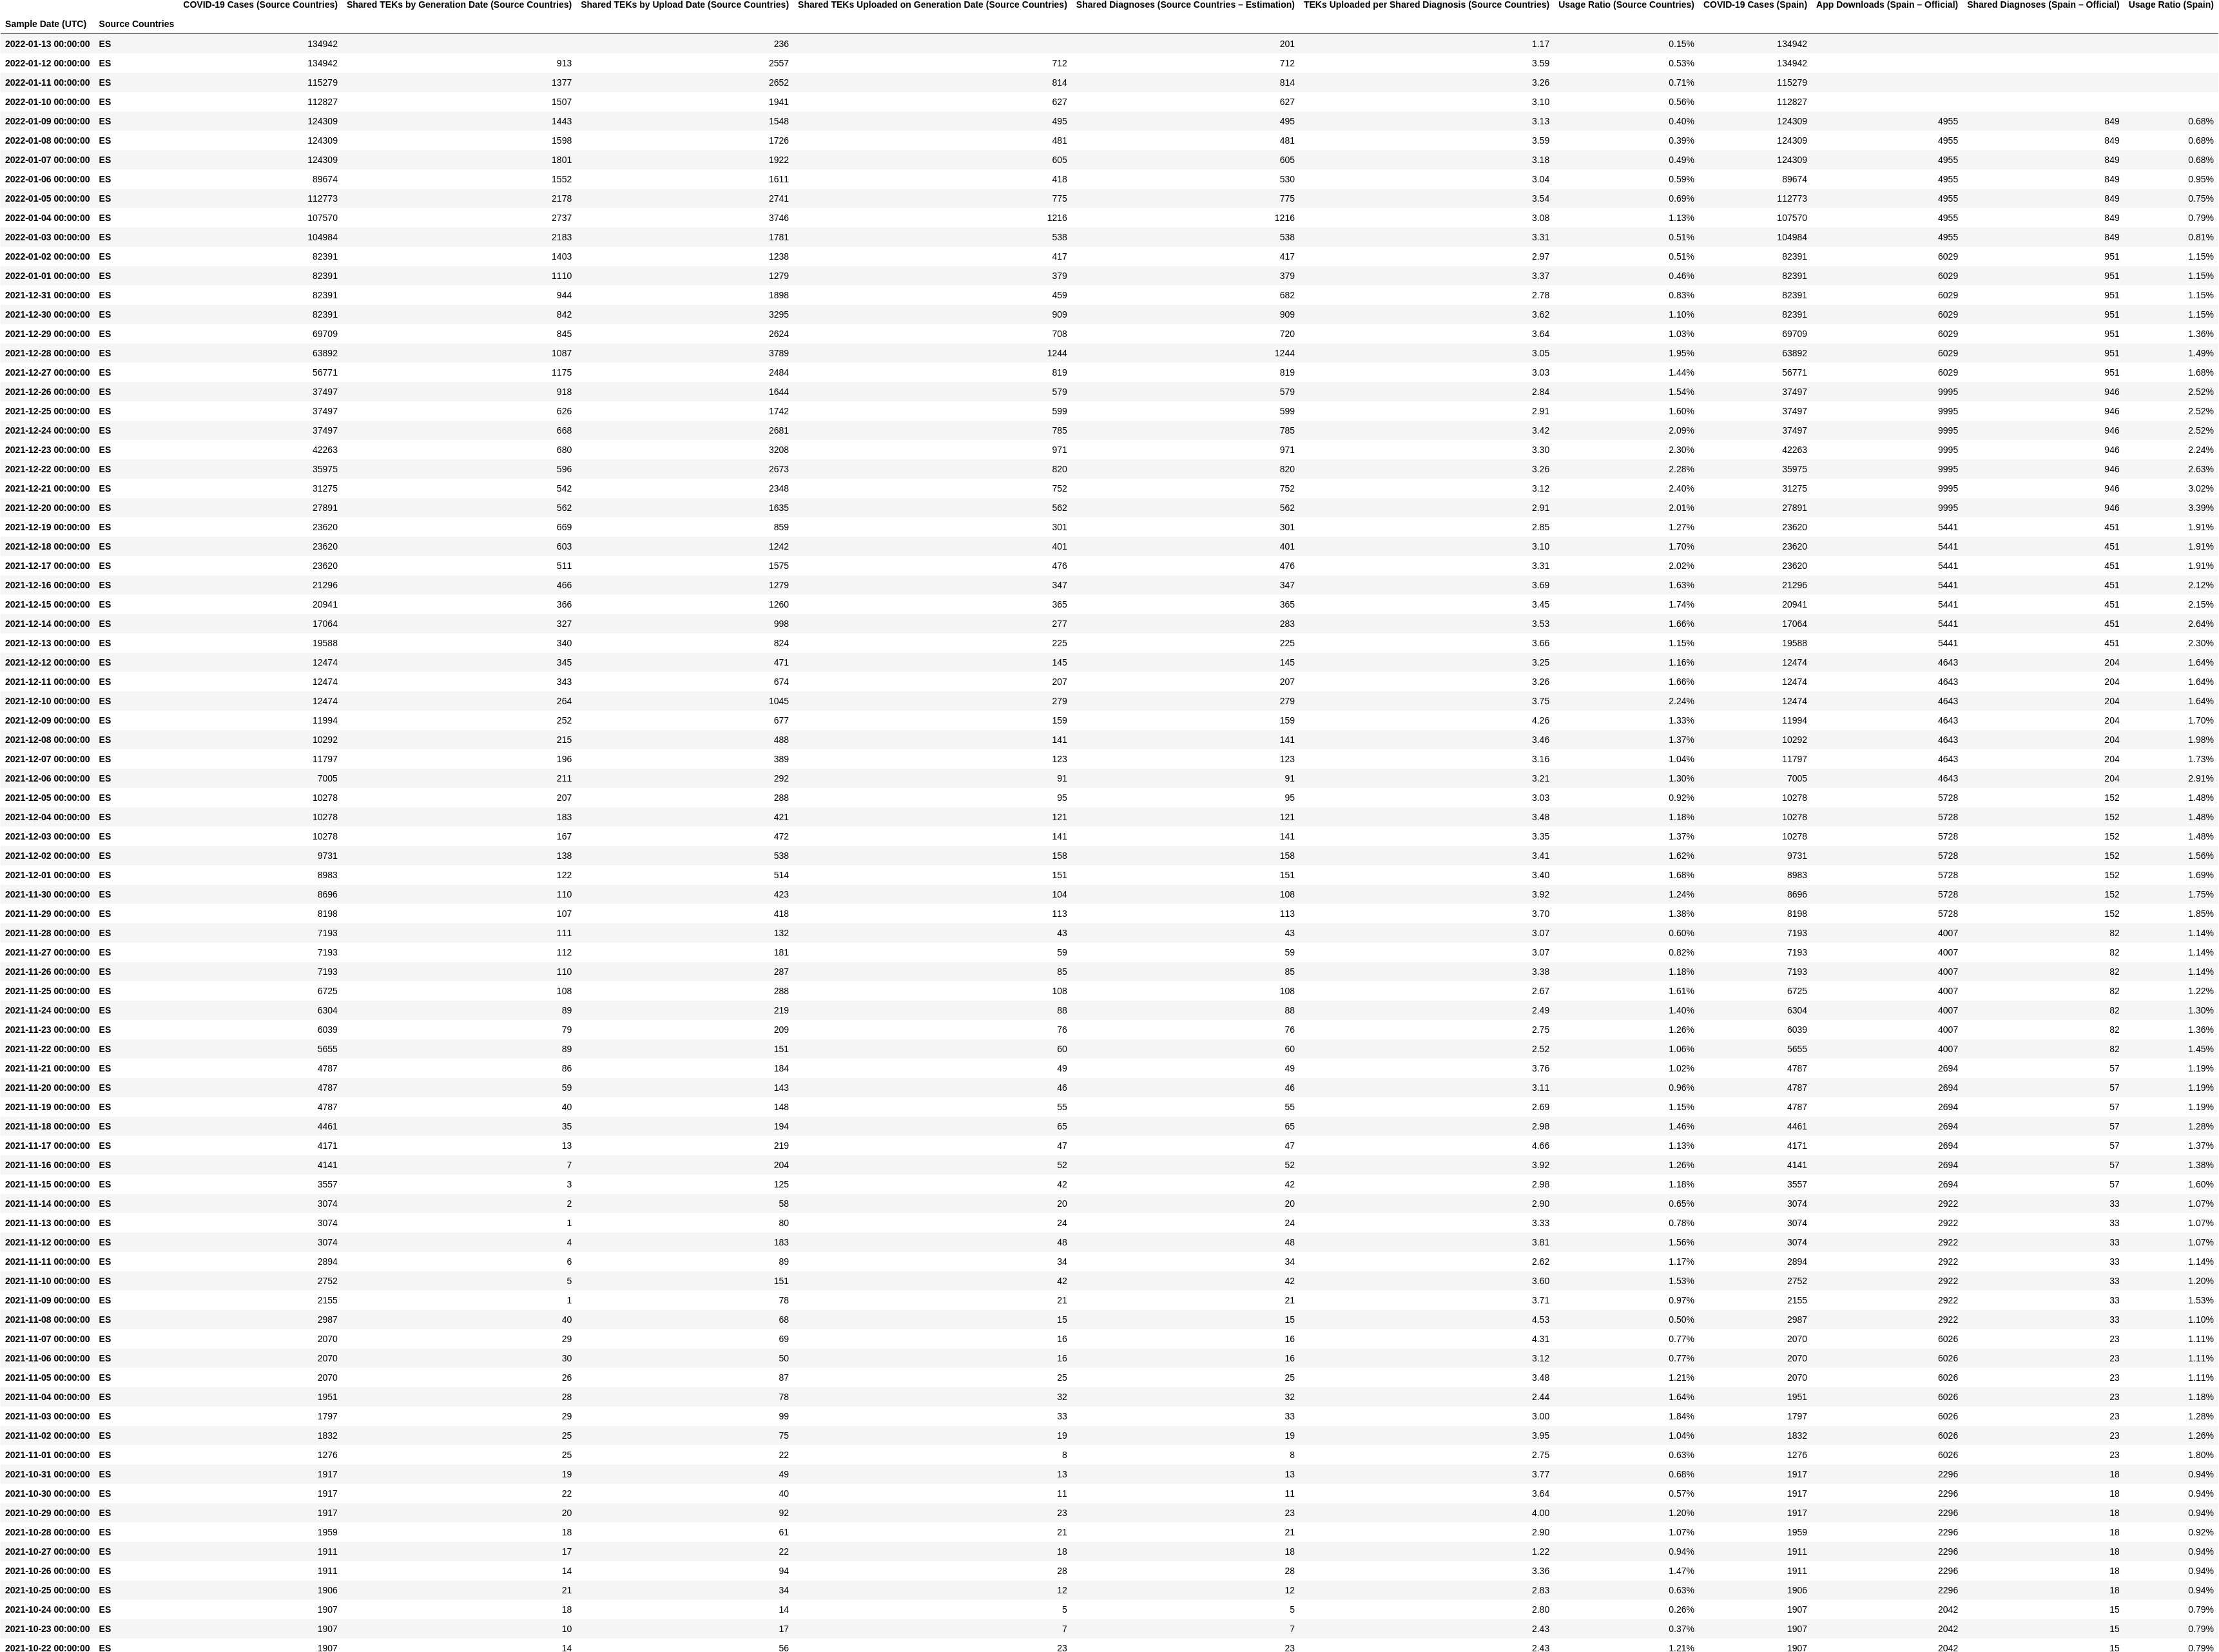 COVID-19 Cases (Source Countries) Shared TEKs by Generation Date (Source Countries) Shared TEKs by Upload Date (Source Countries) Shared TEKs Uploaded on Generation Date (Source Countries) Shared Diagnoses (Source Countries – Estimation) TEKs Uploaded per Shared Diagnosis (Source Countries) Usage Ratio (Source Countries) COVID-19 Cases (Spain) App Downloads (Spain – Official) Shared Diagnoses (Spain – Official) Usage Ratio (Spain)
Sample Date (UTC) Source Countries
2022-01-13 00:00:00 ES 134942 236 201 1.17 0.15% 134942
2022-01-12 00:00:00 ES 134942 913 2557 712 712 3.59 0.53% 134942
2022-01-11 00:00:00 ES 115279 1377 2652 814 814 3.26 0.71% 115279
2022-01-10 00:00:00 ES 112827 1507 1941 627 627 3.10 0.56% 112827
2022-01-09 00:00:00 ES 124309 1443 1548 495 495 3.13 0.40% 124309 4955 849 0.68%
2022-01-08 00:00:00 ES 124309 1598 1726 481 481 3.59 0.39% 124309 4955 849 0.68%
2022-01-07 00:00:00 ES 124309 1801 1922 605 605 3.18 0.49% 124309 4955 849 0.68%
2022-01-06 00:00:00 ES 89674 1552 1611 418 530 3.04 0.59% 89674 4955 849 0.95%
2022-01-05 00:00:00 ES 112773 2178 2741 775 775 3.54 0.69% 112773 4955 849 0.75%
2022-01-04 00:00:00 ES 107570 2737 3746 1216 1216 3.08 1.13% 107570 4955 849 0.79%
2022-01-03 00:00:00 ES 104984 2183 1781 538 538 3.31 0.51% 104984 4955 849 0.81%
2022-01-02 00:00:00 ES 82391 1403 1238 417 417 2.97 0.51% 82391 6029 951 1.15%
2022-01-01 00:00:00 ES 82391 1110 1279 379 379 3.37 0.46% 82391 6029 951 1.15%
2021-12-31 00:00:00 ES 82391 944 1898 459 682 2.78 0.83% 82391 6029 951 1.15%
2021-12-30 00:00:00 ES 82391 842 3295 909 909 3.62 1.10% 82391 6029 951 1.15%
2021-12-29 00:00:00 ES 69709 845 2624 708 720 3.64 1.03% 69709 6029 951 1.36%
2021-12-28 00:00:00 ES 63892 1087 3789 1244 1244 3.05 1.95% 63892 6029 951 1.49%
2021-12-27 00:00:00 ES 56771 1175 2484 819 819 3.03 1.44% 56771 6029 951 1.68%
2021-12-26 00:00:00 ES 37497 918 1644 579 579 2.84 1.54% 37497 9995 946 2.52%
2021-12-25 00:00:00 ES 37497 626 1742 599 599 2.91 1.60% 37497 9995 946 2.52%
2021-12-24 00:00:00 ES 37497 668 2681 785 785 3.42 2.09% 37497 9995 946 2.52%
2021-12-23 00:00:00 ES 42263 680 3208 971 971 3.30 2.30% 42263 9995 946 2.24%
2021-12-22 00:00:00 ES 35975 596 2673 820 820 3.26 2.28% 35975 9995 946 2.63%
2021-12-21 00:00:00 ES 31275 542 2348 752 752 3.12 2.40% 31275 9995 946 3.02%
2021-12-20 00:00:00 ES 27891 562 1635 562 562 2.91 2.01% 27891 9995 946 3.39%
2021-12-19 00:00:00 ES 23620 669 859 301 301 2.85 1.27% 23620 5441 451 1.91%
2021-12-18 00:00:00 ES 23620 603 1242 401 401 3.10 1.70% 23620 5441 451 1.91%
2021-12-17 00:00:00 ES 23620 511 1575 476 476 3.31 2.02% 23620 5441 451 1.91%
2021-12-16 00:00:00 ES 21296 466 1279 347 347 3.69 1.63% 21296 5441 451 2.12%
2021-12-15 00:00:00 ES 20941 366 1260 365 365 3.45 1.74% 20941 5441 451 2.15%
2021-12-14 00:00:00 ES 17064 327 998 277 283 3.53 1.66% 17064 5441 451 2.64%
2021-12-13 00:00:00 ES 19588 340 824 225 225 3.66 1.15% 19588 5441 451 2.30%
2021-12-12 00:00:00 ES 12474 345 471 145 145 3.25 1.16% 12474 4643 204 1.64%
2021-12-11 00:00:00 ES 12474 343 674 207 207 3.26 1.66% 12474 4643 204 1.64%
2021-12-10 00:00:00 ES 12474 264 1045 279 279 3.75 2.24% 12474 4643 204 1.64%
2021-12-09 00:00:00 ES 11994 252 677 159 159 4.26 1.33% 11994 4643 204 1.70%
2021-12-08 00:00:00 ES 10292 215 488 141 141 3.46 1.37% 10292 4643 204 1.98%
2021-12-07 00:00:00 ES 11797 196 389 123 123 3.16 1.04% 11797 4643 204 1.73%
2021-12-06 00:00:00 ES 7005 211 292 91 91 3.21 1.30% 7005 4643 204 2.91%
2021-12-05 00:00:00 ES 10278 207 288 95 95 3.03 0.92% 10278 5728 152 1.48%
2021-12-04 00:00:00 ES 10278 183 421 121 121 3.48 1.18% 10278 5728 152 1.48%
2021-12-03 00:00:00 ES 10278 167 472 141 141 3.35 1.37% 10278 5728 152 1.48%
2021-12-02 00:00:00 ES 9731 138 538 158 158 3.41 1.62% 9731 5728 152 1.56%
2021-12-01 00:00:00 ES 8983 122 514 151 151 3.40 1.68% 8983 5728 152 1.69%
2021-11-30 00:00:00 ES 8696 110 423 104 108 3.92 1.24% 8696 5728 152 1.75%
2021-11-29 00:00:00 ES 8198 107 418 113 113 3.70 1.38% 8198 5728 152 1.85%
2021-11-28 00:00:00 ES 7193 111 132 43 43 3.07 0.60% 7193 4007 82 1.14%
2021-11-27 00:00:00 ES 7193 112 181 59 59 3.07 0.82% 7193 4007 82 1.14%
2021-11-26 00:00:00 ES 7193 110 287 85 85 3.38 1.18% 7193 4007 82 1.14%
2021-11-25 00:00:00 ES 6725 108 288 108 108 2.67 1.61% 6725 4007 82 1.22%
2021-11-24 00:00:00 ES 6304 89 219 88 88 2.49 1.40% 6304 4007 82 1.30%
2021-11-23 00:00:00 ES 6039 79 209 76 76 2.75 1.26% 6039 4007 82 1.36%
2021-11-22 00:00:00 ES 5655 89 151 60 60 2.52 1.06% 5655 4007 82 1.45%
2021-11-21 00:00:00 ES 4787 86 184 49 49 3.76 1.02% 4787 2694 57 1.19%
2021-11-20 00:00:00 ES 4787 59 143 46 46 3.11 0.96% 4787 2694 57 1.19%
2021-11-19 00:00:00 ES 4787 40 148 55 55 2.69 1.15% 4787 2694 57 1.19%
2021-11-18 00:00:00 ES 4461 35 194 65 65 2.98 1.46% 4461 2694 57 1.28%
2021-11-17 00:00:00 ES 4171 13 219 47 47 4.66 1.13% 4171 2694 57 1.37%
2021-11-16 00:00:00 ES 4141 7 204 52 52 3.92 1.26% 4141 2694 57 1.38%
2021-11-15 00:00:00 ES 3557 3 125 42 42 2.98 1.18% 3557 2694 57 1.60%
2021-11-14 00:00:00 ES 3074 2 58 20 20 2.90 0.65% 3074 2922 33 1.07%
2021-11-13 00:00:00 ES 3074 1 80 24 24 3.33 0.78% 3074 2922 33 1.07%
2021-11-12 00:00:00 ES 3074 4 183 48 48 3.81 1.56% 3074 2922 33 1.07%
2021-11-11 00:00:00 ES 2894 6 89 34 34 2.62 1.17% 2894 2922 33 1.14%
2021-11-10 00:00:00 ES 2752 5 151 42 42 3.60 1.53% 2752 2922 33 1.20%
2021-11-09 00:00:00 ES 2155 1 78 21 21 3.71 0.97% 2155 2922 33 1.53%
2021-11-08 00:00:00 ES 2987 40 68 15 15 4.53 0.50% 2987 2922 33 1.10%
2021-11-07 00:00:00 ES 2070 29 69 16 16 4.31 0.77% 2070 6026 23 1.11%
2021-11-06 00:00:00 ES 2070 30 50 16 16 3.12 0.77% 2070 6026 23 1.11%
2021-11-05 00:00:00 ES 2070 26 87 25 25 3.48 1.21% 2070 6026 23 1.11%
2021-11-04 00:00:00 ES 1951 28 78 32 32 2.44 1.64% 1951 6026 23 1.18%
2021-11-03 00:00:00 ES 1797 29 99 33 33 3.00 1.84% 1797 6026 23 1.28%
2021-11-02 00:00:00 ES 1832 25 75 19 19 3.95 1.04% 1832 6026 23 1.26%
2021-11-01 00:00:00 ES 1276 25 22 8 8 2.75 0.63% 1276 6026 23 1.80%
2021-10-31 00:00:00 ES 1917 19 49 13 13 3.77 0.68% 1917 2296 18 0.94%
2021-10-30 00:00:00 ES 1917 22 40 11 11 3.64 0.57% 1917 2296 18 0.94%
2021-10-29 00:00:00 ES 1917 20 92 23 23 4.00 1.20% 1917 2296 18 0.94%
2021-10-28 00:00:00 ES 1959 18 61 21 21 2.90 1.07% 1959 2296 18 0.92%
2021-10-27 00:00:00 ES 1911 17 22 18 18 1.22 0.94% 1911 2296 18 0.94%
2021-10-26 00:00:00 ES 1911 14 94 28 28 3.36 1.47% 1911 2296 18 0.94%
2021-10-25 00:00:00 ES 1906 21 34 12 12 2.83 0.63% 1906 2296 18 0.94%
2021-10-24 00:00:00 ES 1907 18 14 5 5 2.80 0.26% 1907 2042 15 0.79%
2021-10-23 00:00:00 ES 1907 10 17 7 7 2.43 0.37% 1907 2042 15 0.79%
2021-10-22 00:00:00 ES 1907 14 56 23 23 2.43 1.21% 1907 2042 15 0.79%